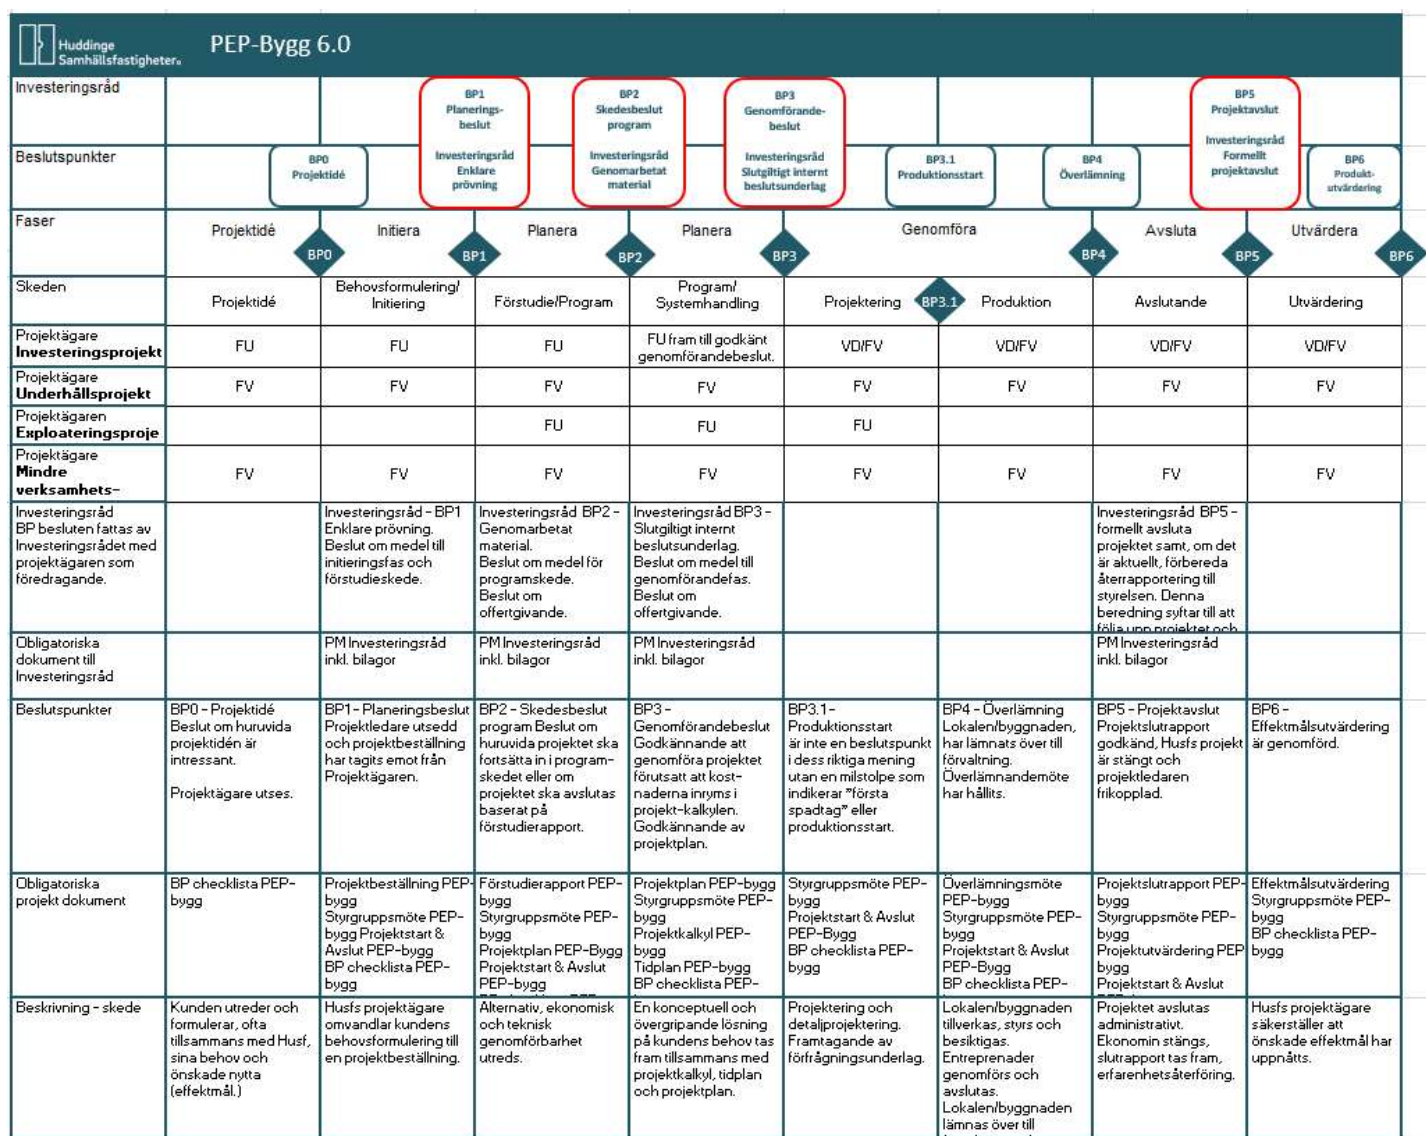 Huddinge
Samhällsfastigheter
PEP-Bygg 6.0
Investeringsråd
BP1
Planerings-
beslut
Investeringsråd
Enklare
prövning
BP2
Skedesbeslut
program
Investeringsråd
Genomarbetat
material
BP3
Genomförande-
beslut
Investeringsråd
Slutgiltigt internt
beslutsunderlag
BP5
Projektavslut
Investeringsråd
Formellt
projektavslut
Beslutspunkter
BP0
Projektidé
BP3.1
Produktionsstart
BP4
Överlämning
BP6
Produkt-
utvärdering
Faser
Projektidé
Initiera
Planera
Planera
Genomföra
Avsluta
Utvärdera
BP0
BP1
BP2
BP3
BP4
BP5
BP6
Skeden
Projektidé
Behovsformulering/
Initiering
Förstudie/Program
Program/
Systemhandling
Projektering
BP3.1
Produktion
Avslutande
Utvärdering
Projektägare
Investeringsprojekt
FU
FU
FU
FU fram till godkänt
genomförandebeslut.
VD/FV
VD/FV
VD/FV
VD/FV
Projektägare
Underhållsprojekt
FV
FV
FV
FV
FV
FV
FV
FV
Projektägaren
Exploateringsproje
FU
FU
FU
Projektägare
Mindre
verksamhets-
FV
FV
FV
FV
FV
FV
FV
FV
Investeringsråd
BP besluten fattas av
Investeringsrådet med
projektägaren som
föredragande.
Investeringsråd - BP1
Enklare prövning.
Beslut om medel till
initieringsfas och
förstudieskede.
Investeringsråd BP2 -
Genomarbetat
material.
Beslut om medel för
programskede.
Beslut om
offertgivande.
Investeringsråd BP3 -
Slutgiltigt internt
beslutsunderlag.
Beslut om medel till
genomförandefas.
Beslut om
offertgivande.
Investeringsråd BP5 -
formellt avsluta
projektet samt, om det
är aktuellt, förbereda
återrapportering till
styrelsen. Denna
beredning syftar till att
följa upp projektet och
Obligatoriska
dokument till
Investeringsråd
PM Investeringsråd
inkl. bilagor
PM Investeringsråd
inkl. bilagor
PM Investeringsråd
inkl. bilagor
PM Investeringsråd
inkl. bilagor
Beslutspunkter
BP0 - Projektidé
Beslut om huruvida
projektidén är
intressant.
Projektägare utses.
BP1 - Planeringsbeslut
Projektledare utsedd
och projektbeställning
har tagits emot från
Projektägaren.
BP2 - Skedesbeslut
program Beslut om
huruvida projektet ska
fortsätta in i program-
skedet eller om
projektet ska avslutas
baserat på
förstudierapport.
BP3 -
Genomförandebeslut
Godkännande att
genomföra projektet
förutsatt att kost-
naderna inryms i
projekt-kalkylen.
Godkännande av
projektplan.
BP3.1 -
Produktionsstart
är inte en beslutspunkt
i dess riktiga mening
utan en milstolpe som
indikerar "första
spadtag" eller
produktionsstart.
BP4 - Överlämning
Lokalen/byggnaden,
har lämnats över till
förvaltning.
Överlämnandemöte
har hållits.
BP5 - Projektavslut
Projektslutrapport
godkänd, Husfs projekt
är stängt och
projektledaren
frikopplad.
BP6 -
Effektmålsutvärdering
är genomförd.
Obligatoriska
projekt dokument
BP checklista PEP-
bygg
Projektbeställning PEP-
bygg
Styrgruppsmöte PEP-
bygg Projektstart &
Avslut PEP-bygg
BP checklista PEP-
bygg
Förstudierapport PEP-
bygg
Styrgruppsmöte PEP-
bygg
Projektplan PEP-Bygg
Projektstart & Avslut
PEP-bygg
Projektplan PEP-bygg
Styrgruppsmöte PEP-
bygg
Projektkalkyl PEP-
bygg
Tidplan PEP-bygg
BP checklista PEP-
Styrgruppsmöte PEP-
bygg
Projektstart & Avslut
PEP-Bygg
BP checklista PEP-
bygg
Överlämningsmöte
PEP-bygg
Styrgruppsmöte PEP-
bygg
Projektstart & Avslut
PEP-Bygg
BP checklista PEP-
Projektslutrapport PEP-
bygg
Styrgruppsmöte PEP-
bygg
Projektutvärdering PEP
bygg
Projektstart & Avslut
Effektmålsutvärdering
Styrgruppsmöte PEP-
bygg
BP checklista PEP-
bygg
Beskrivning - skede
Kunden utreder och
formulerar, ofta
tillsammans med Husf,
sina behov och
önskade nytta
(effektmål.)
Husfs projektägare
omvandlar kundens
behovsformulering till
en projektbeställning.
Alternativ, ekonomisk
och teknisk
genomförbarhet
utreds.
En konceptuell och
övergripande lösning
på kundens behov tas
fram tillsammans med
projektkalkyl, tidplan
och projektplan.
Projektering och
detaljprojektering.
Framtagande av
förfrågningsunderlag.
Lokalen/byggnaden
tillverkas, styrs och
besiktigas.
Entreprenader
genomförs och
avslutas.
Lokalen/byggnaden
lämnas över till
Projektet avslutas
administrativt.
Ekonomin stängs,
slutrapport tas fram,
erfarenhetsåterföring.
Husfs projektägare
säkerställer att
önskade effektmål har
uppnåtts.